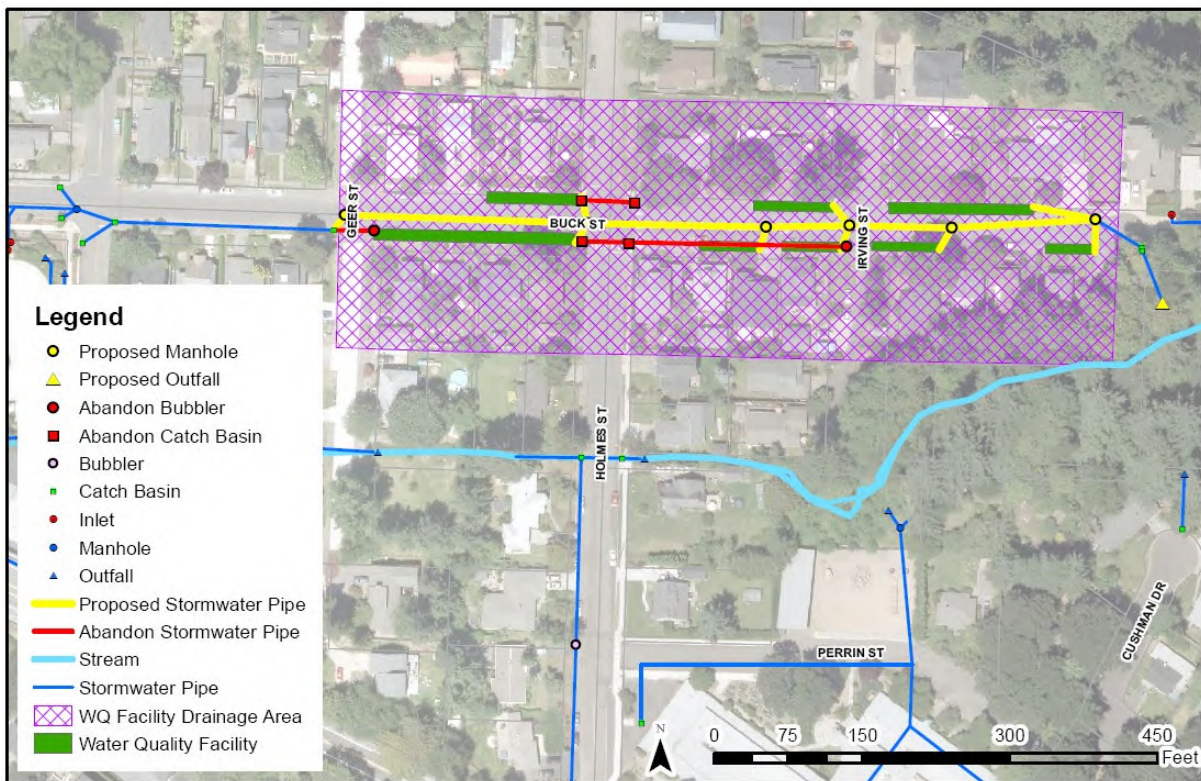 GEER ST
BUCK ST
IRVING ST
HOLMES ST
PERRIN ST
CUSHMAN DR
Legend
Proposed Manhole
Proposed Outfall
Abandon Bubbler
Abandon Catch Basin
Bubbler
Catch Basin
Inlet
Manhole
Outfall
Proposed Stormwater Pipe
Abandon Stormwater Pipe
Stream
Stormwater Pipe
WQ Facility Drainage Area
Water Quality Facility
N
0 75 150 300 450
Feet